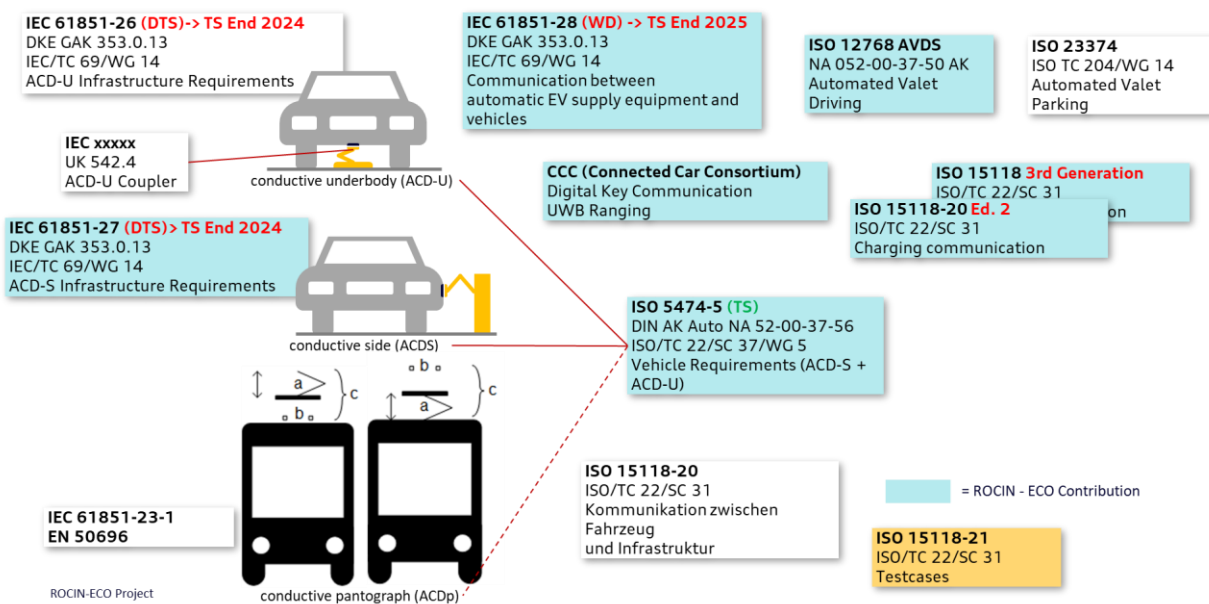 IEC 61851-26 (DTS)-> TS End 2024
DKE GAK 353.0.13
IEC/TC 69/WG 14
ACD-U Infrastructure Requirements
IEC 61851-28 (WD) -> TS End 2025
DKE GAK 353.0.13
IEC/TC 69/WG 14
Communication between
automatic EV supply equipment and
vehicles
ISO 12768 AVDS
NA 052-00-37-50 AK
Automated Valet
Driving
ISO 23374
ISO TC 204/WG 14
Automated Valet
Parking
IEC xxxxx
UK 542.4
ACD-U Coupler
conductive underbody (ACD-U)
CCC (Connected Car Consortium)
Digital Key Communication
UWB Ranging
ISO 15118 3rd Generation
ISO/TC 22/SC 31
ISO 15118-20 Ed. 2
ISO/TC 22/SC 31
Charging communication
IEC 61851-27 (DTS)> TS End 2024
DKE GAK 353.0.13
IEC/TC 69/WG 14
ACD-S Infrastructure Requirements
conductive side (ACDS)
ISO 5474-5 (TS)
DIN AK Auto NA 52-00-37-56
ISO/TC 22/SC 37/WG 5
Vehicle Requirements (ACD-S +
ACD-U)
a
b
c
b
a
c
ISO 15118-20
ISO/TC 22/SC 31
Kommunikation zwischen
Fahrzeug
und Infrastruktur
= ROCIN - ECO Contribution
IEC 61851-23-1
EN 50696
ISO 15118-21
ISO/TC 22/SC 31
Testcases
ROCIN-ECO Project
conductive pantograph (ACDp)